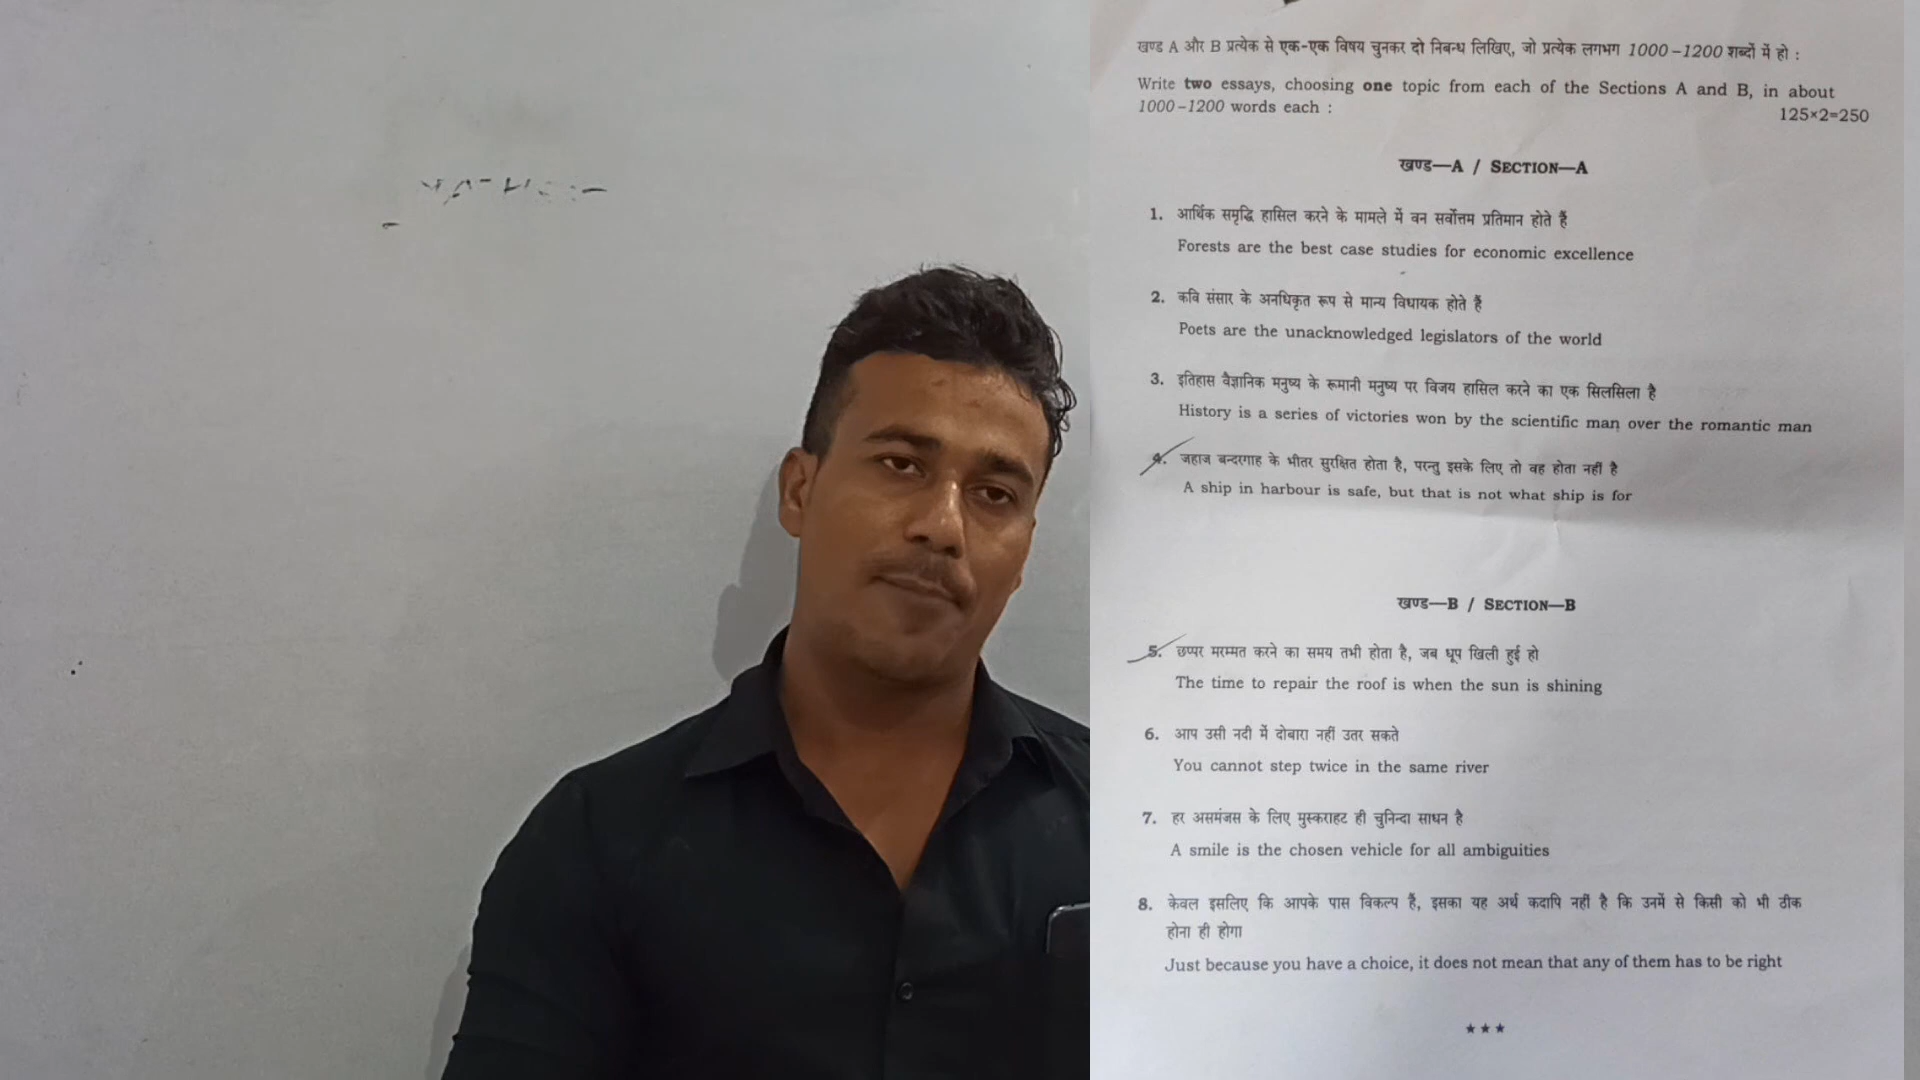 खण्ड A और B प्रत्येक से एक-एक विषय चुनकर दो निबन्ध लिखिए, जो प्रत्येक लगभग 1000-1200 शब्दों में हो :
Write two essays, choosing one topic from each of the Sections A and B, in about
1000-1200 words each :
125×2=250
खण्ड—A / SECTION—A
1. आर्थिक समृद्धि हासिल करने के मामले में वन सर्वोत्तम प्रतिमान होते हैं
Forests are the best case studies for economic excellence
2. कवि संसार के अनधिकृत रूप से मान्य विधायक होते हैं
Poets are the unacknowledged legislators of the world
3. इतिहास वैज्ञानिक मनुष्य के रूमानी मनुष्य पर विजय हासिल करने का एक सिलसिला है
History is a series of victories won by the scientific man over the romantic man
4. जहाज बन्दरगाह के भीतर सुरक्षित होता है, परन्तु इसके लिए तो वह होता नहीं है
A ship in harbour is safe, but that is not what ship is for
खण्ड—B / SECTION—B
5. छप्पर मरम्मत करने का समय तभी होता है, जब धूप खिली हुई हो
The time to repair the roof is when the sun is shining
6. आप उसी नदी में दोबारा नहीं उतर सकते
You cannot step twice in the same river
7. हर असमंजस के लिए मुस्कराहट ही चुनिन्दा साधन है
A smile is the chosen vehicle for all ambiguities
8. केवल इसलिए कि आपके पास विकल्प हैं, इसका यह अर्थ कदापि नहीं है कि उनमें से किसी को भी ठीक
होना ही होगा
Just because you have a choice, it does not mean that any of them has to be right
★★★